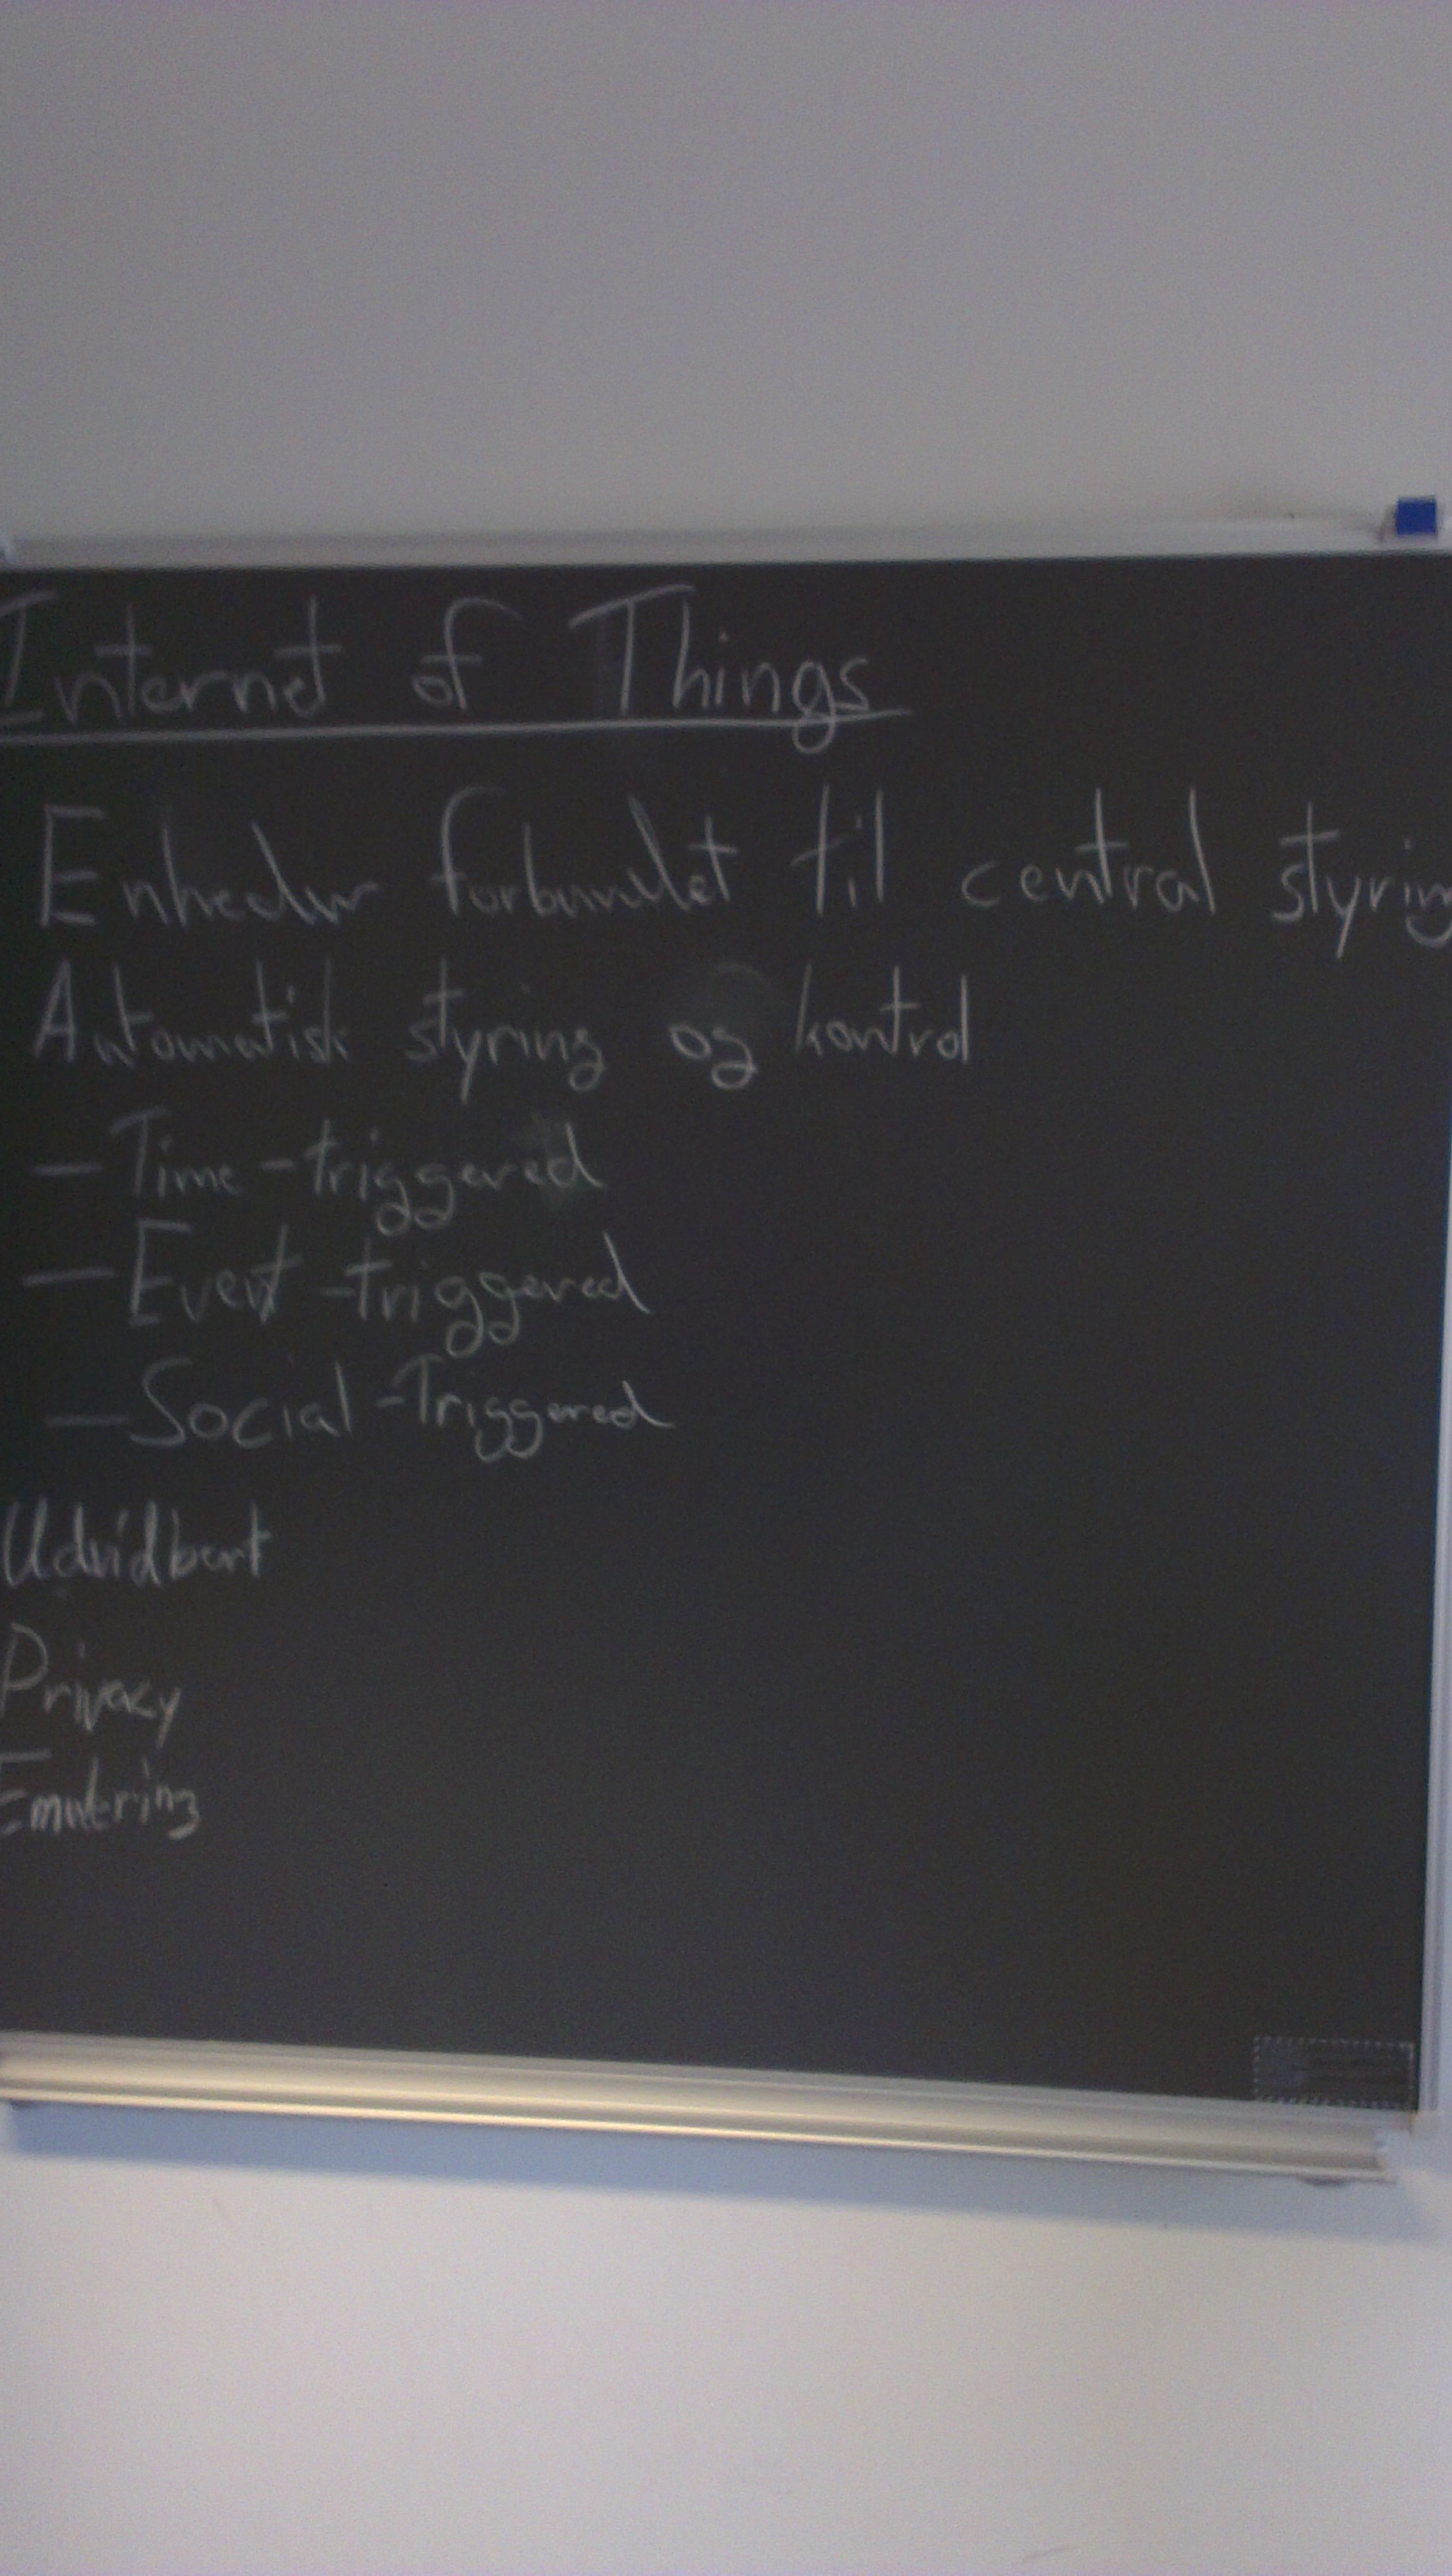 Internet of Things
Enheder forbundet til central styring
Automatisk styring og kontrol
- Time-triggered
- Event-triggered
- Social-Triggered
Udvidbart
Privacy
Emulering